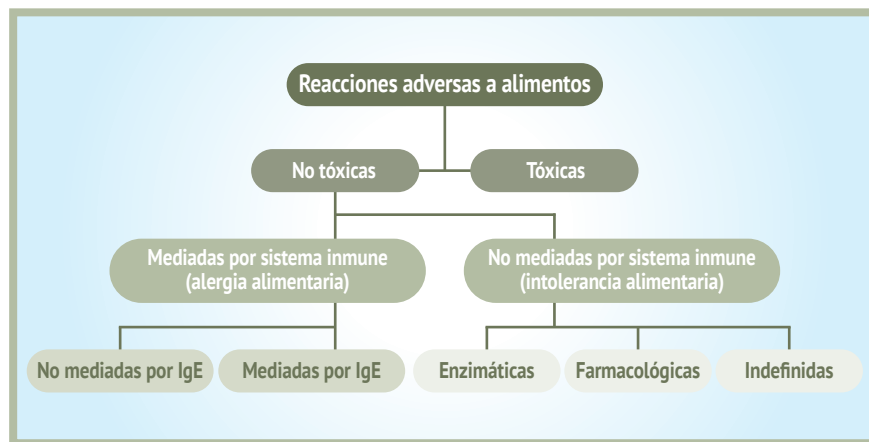 Reacciones adversas a alimentos
No tóxicas
Tóxicas
Mediadas por sistema inmune
(alergia alimentaria)
No mediadas por sistema inmune
(intolerancia alimentaria)
No mediadas por IgE
Mediadas por IgE
Enzimáticas
Farmacológicas
Indefinidas